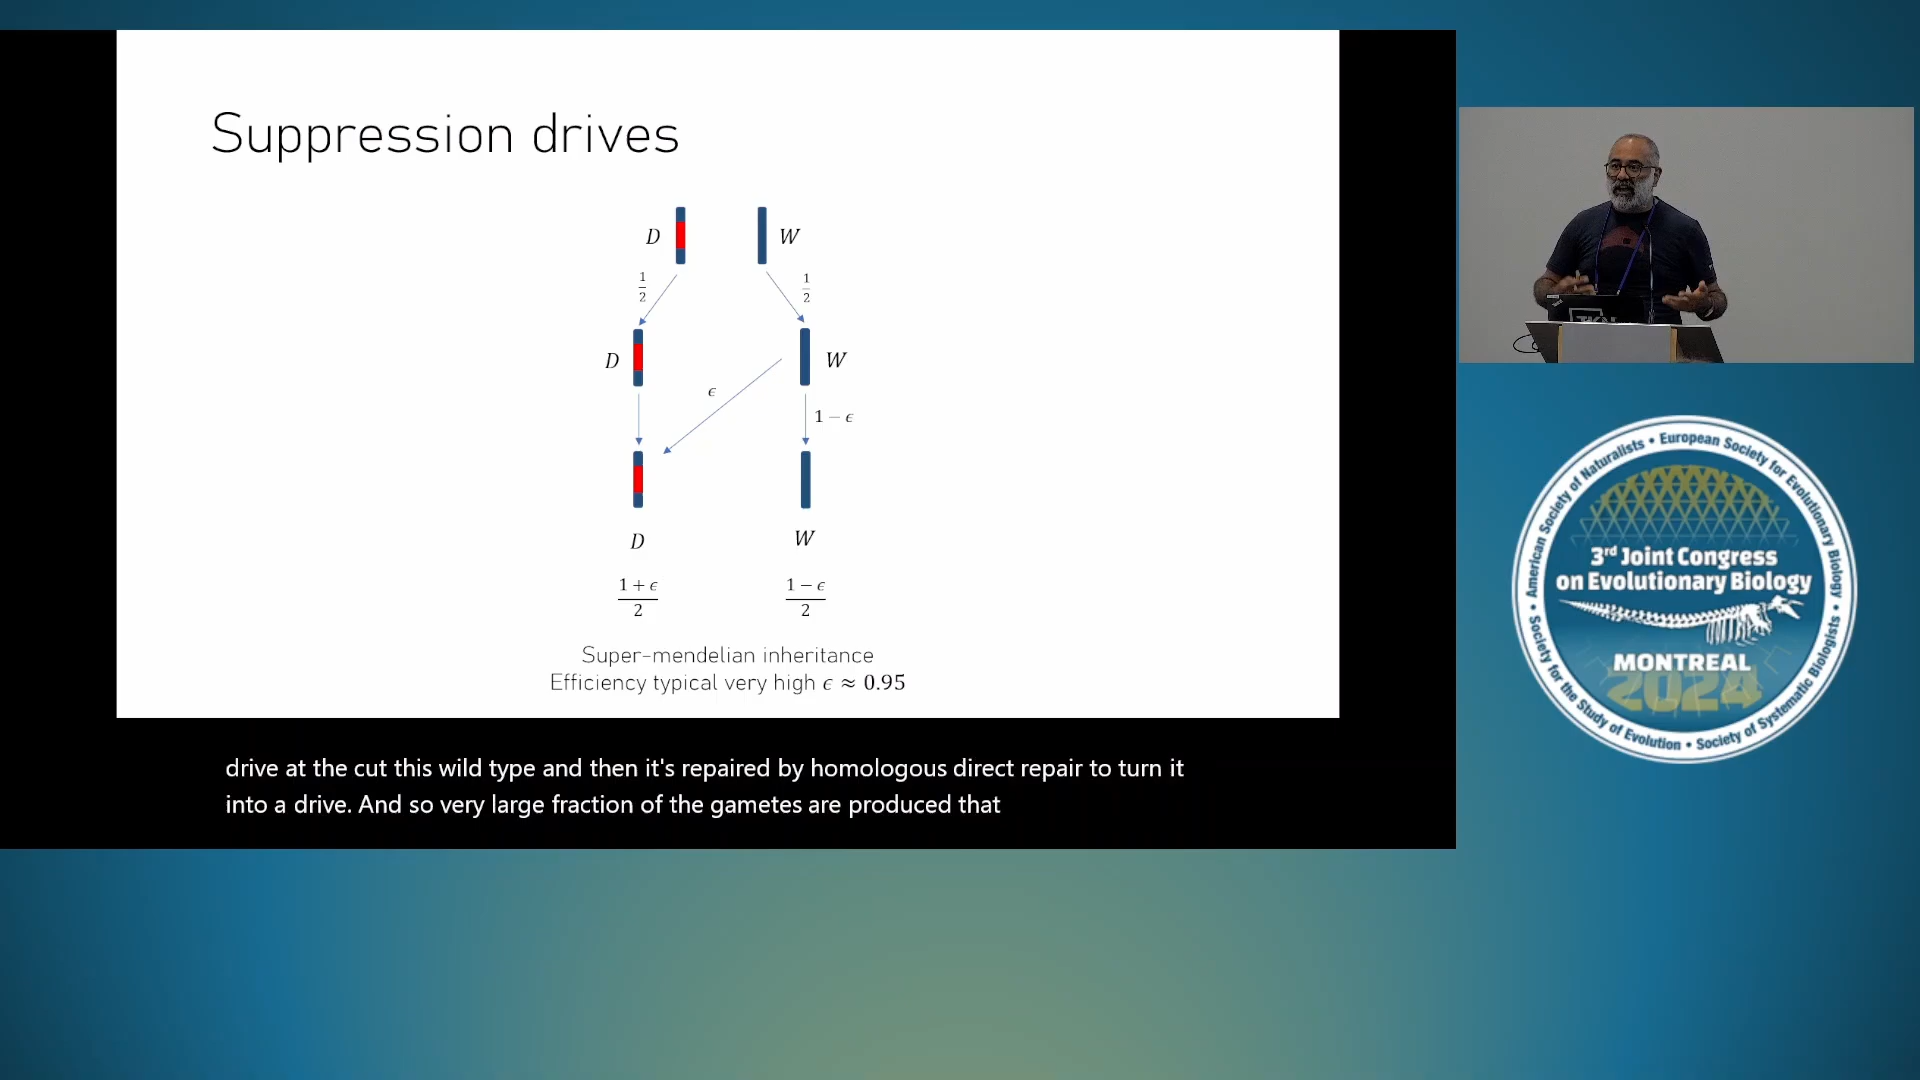 Suppression drives
D
W
1/2
1/2
D
W
ϵ
1 − ϵ
D
W
1 + ϵ / 2
1 − ϵ / 2
Super-mendelian inheritance
Efficiency typical very high ϵ ≈ 0.95
drive at the cut this wild type and then it's repaired by homologous direct repair to turn it
into a drive. And so very large fraction of the gametes are produced that
American Society of Naturalists • European Society for Evolutionary Biology •
3rd Joint Congress
on Evolutionary Biology
MONTREAL
2024
Society for the Study of Evolution • Society of Systematic Biologists •